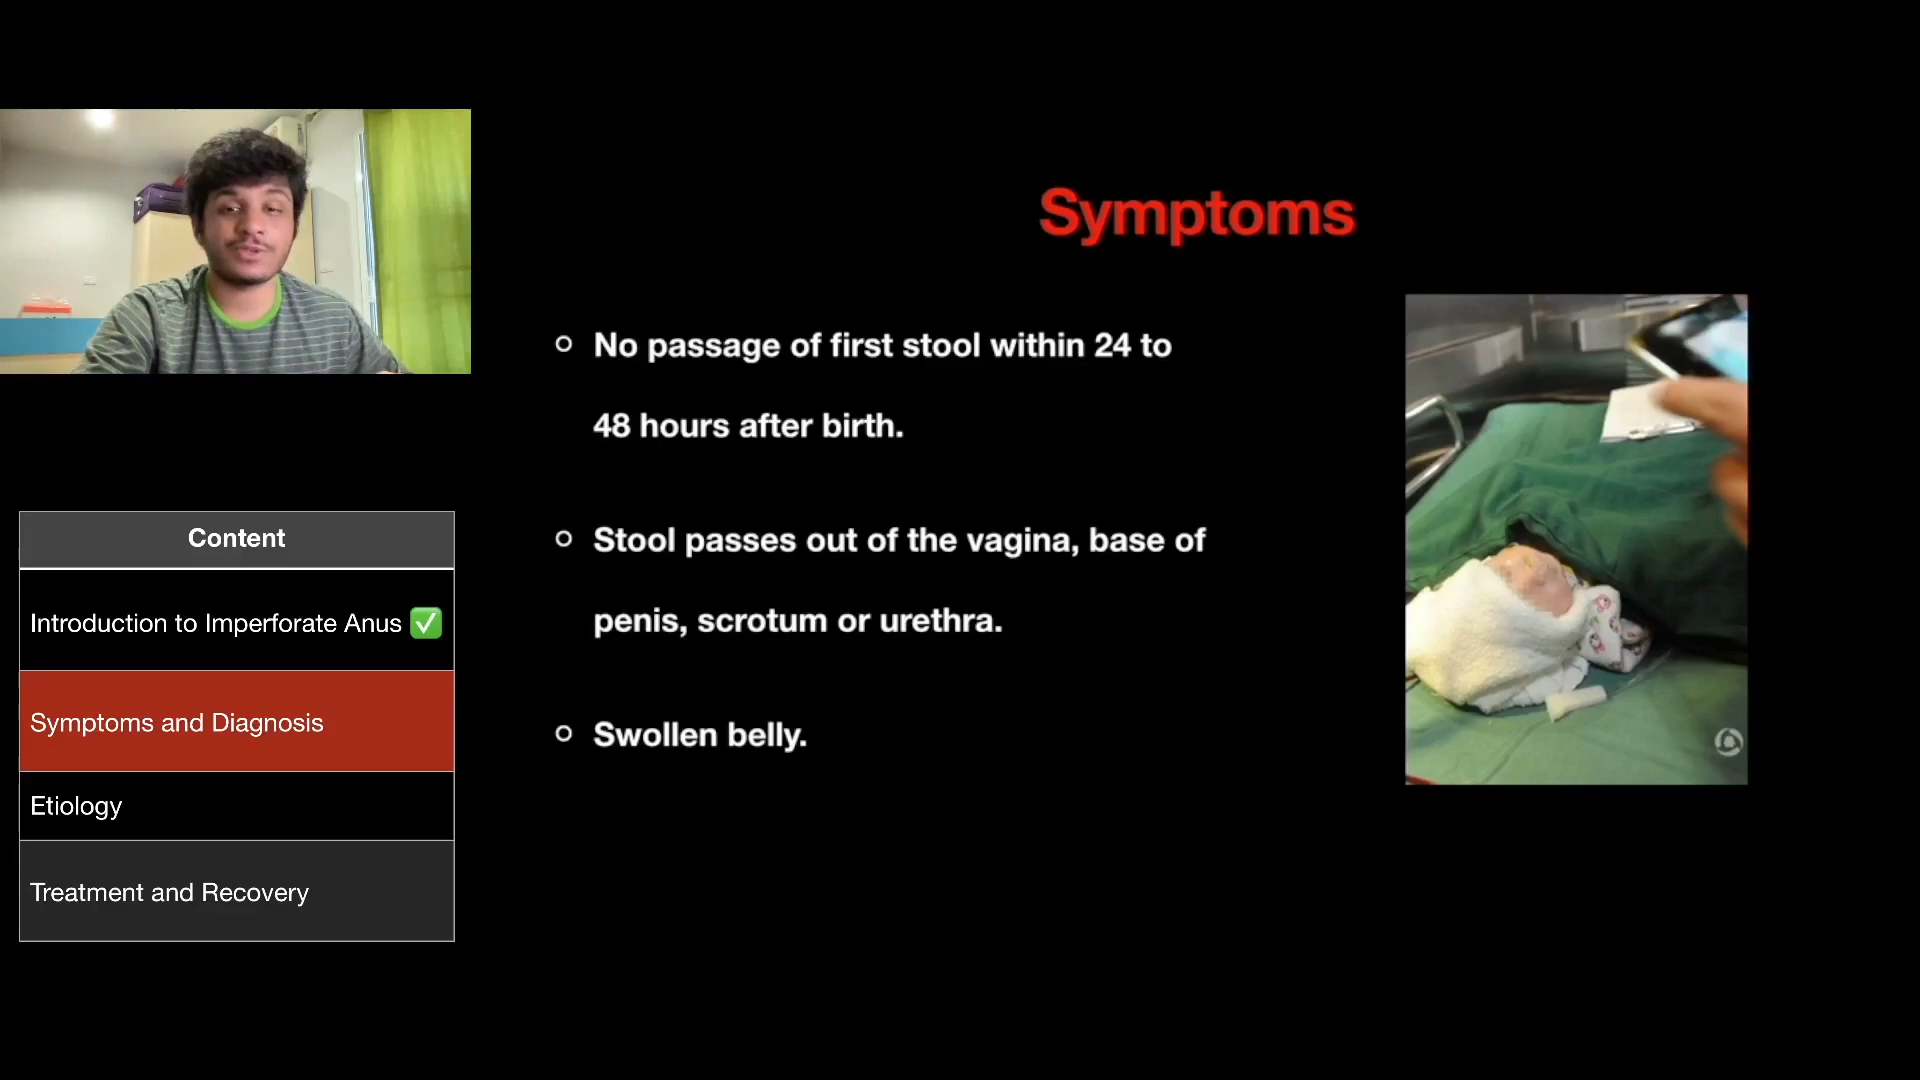 Symptoms
No passage of first stool within 24 to
48 hours after birth.
Stool passes out of the vagina, base of
penis, scrotum or urethra.
Swollen belly.
Content
Introduction to Imperforate Anus ✅
Symptoms and Diagnosis
Etiology
Treatment and Recovery